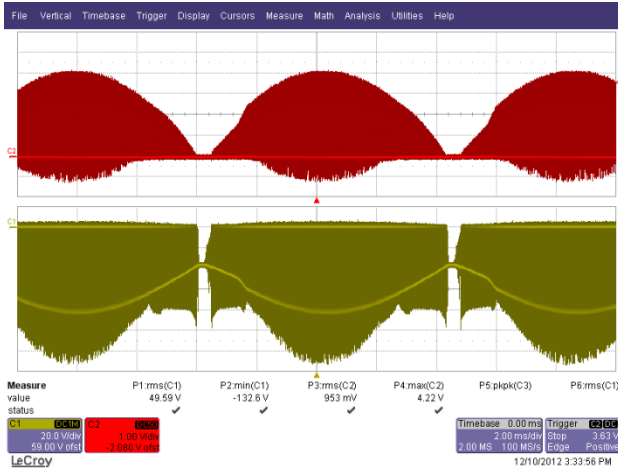 File Vertical Timebase Trigger Display Cursors Measure Math Analysis Utilities Help
C2
C1
Measure P1:rms(C1) P2:min(C1) P3:rms(C2) P4:max(C2) P5:pkpk(C3) P6:rms(C1)
value 49.59 V -132.6 V 953 mV 4.22 V
status
C1 DC1M C2 DC50 Timebase 0.00 ms Trigger C2 DC
20.0 V/div 1.00 V/div 2.00 ms/div Stop 3.63 V
59.00 V ofst -2.080 V ofst 2.00 MS 100 MS/s Edge Positive
LeCroy 12/10/2012 3:33:56 PM